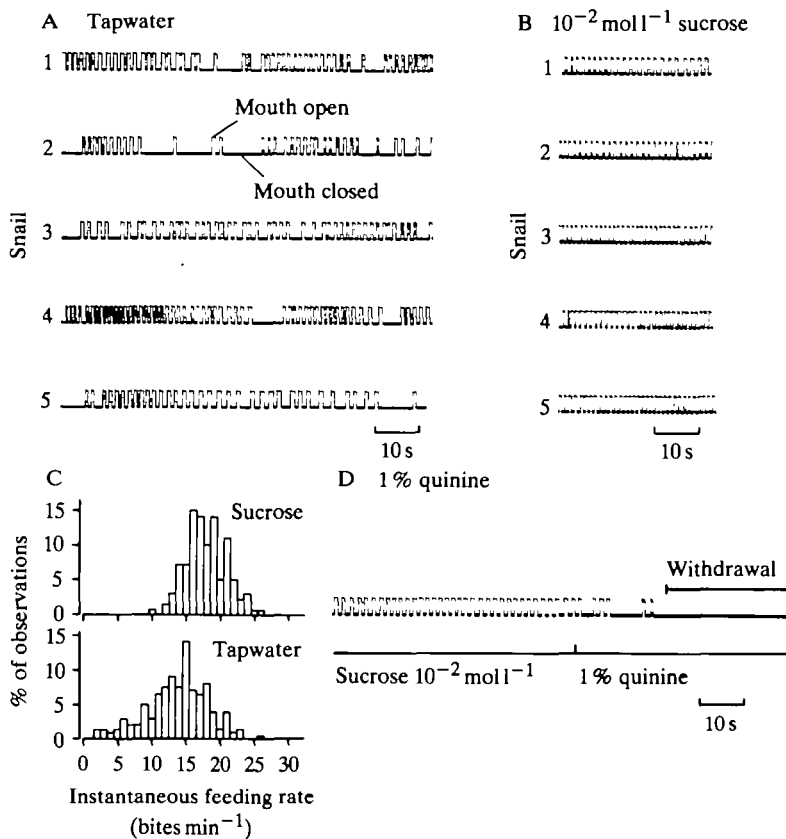 A Tapwater
1
Mouth open
2
Mouth closed
3
4
5
Snail
10 s
B 10⁻² mol l⁻¹ sucrose
1
2
3
4
5
Snail
10 s
C
15
10
5
0
Sucrose
15
10
5
0
Tapwater
0 5 10 15 20 25 30
% of observations
Instantaneous feeding rate
(bites min⁻¹)
D 1 % quinine
Withdrawal
Sucrose 10⁻² mol l⁻¹ 1 % quinine
10 s